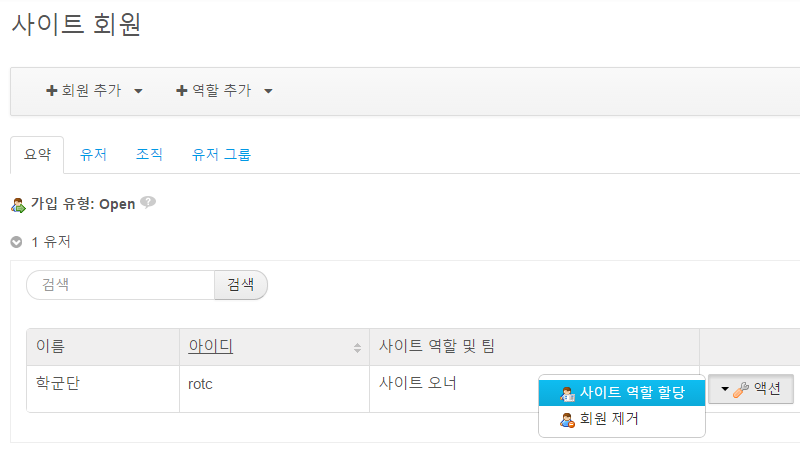 사이트 회원
회원 추가 역할 추가
요약 유저 조직 유저 그룹
가입 유형: Open
1 유저
검색 검색
이름 아이디 사이트 역할 및 팀
학군단 rotc 사이트 오너 액션
사이트 역할 할당
회원 제거